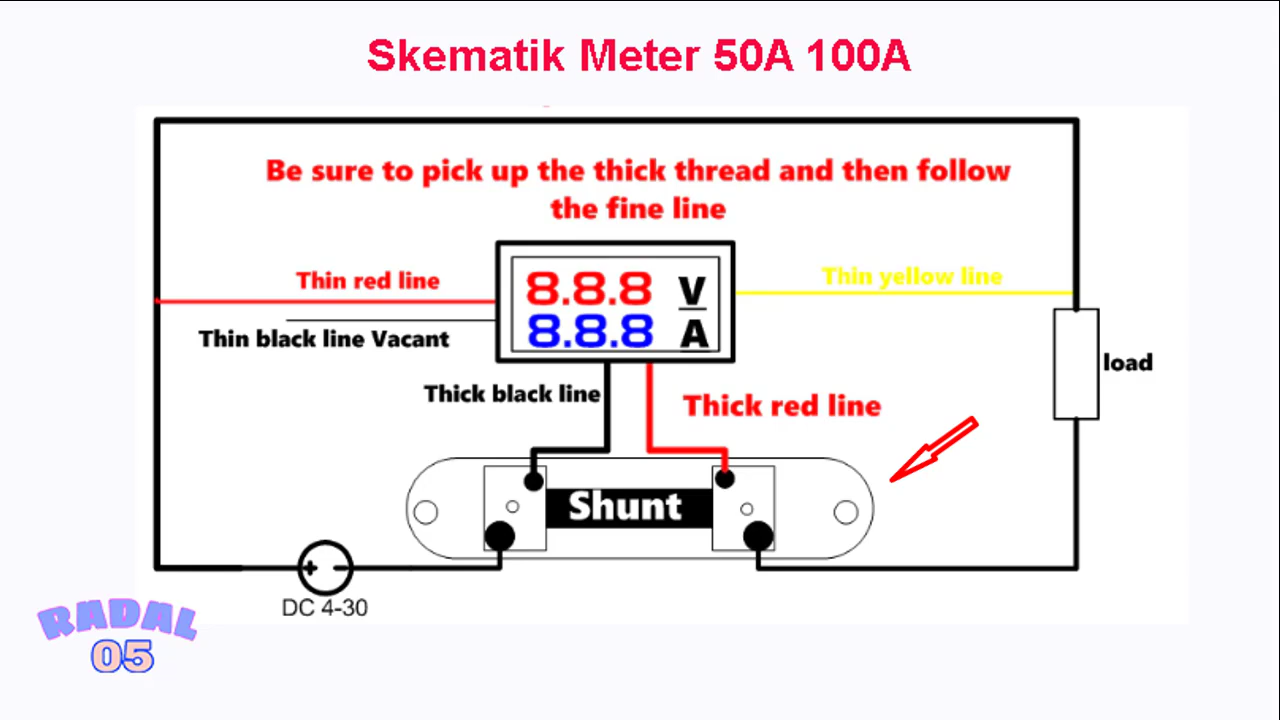 Skematik Meter 50A 100A
Be sure to pick up the thick thread and then follow
the fine line
Thin red line
Thin yellow line
8.8.8 V
8.8.8 A
Thin black line Vacant
load
Thick black line
Thick red line
Shunt
+ -
DC 4-30
RADAL
05